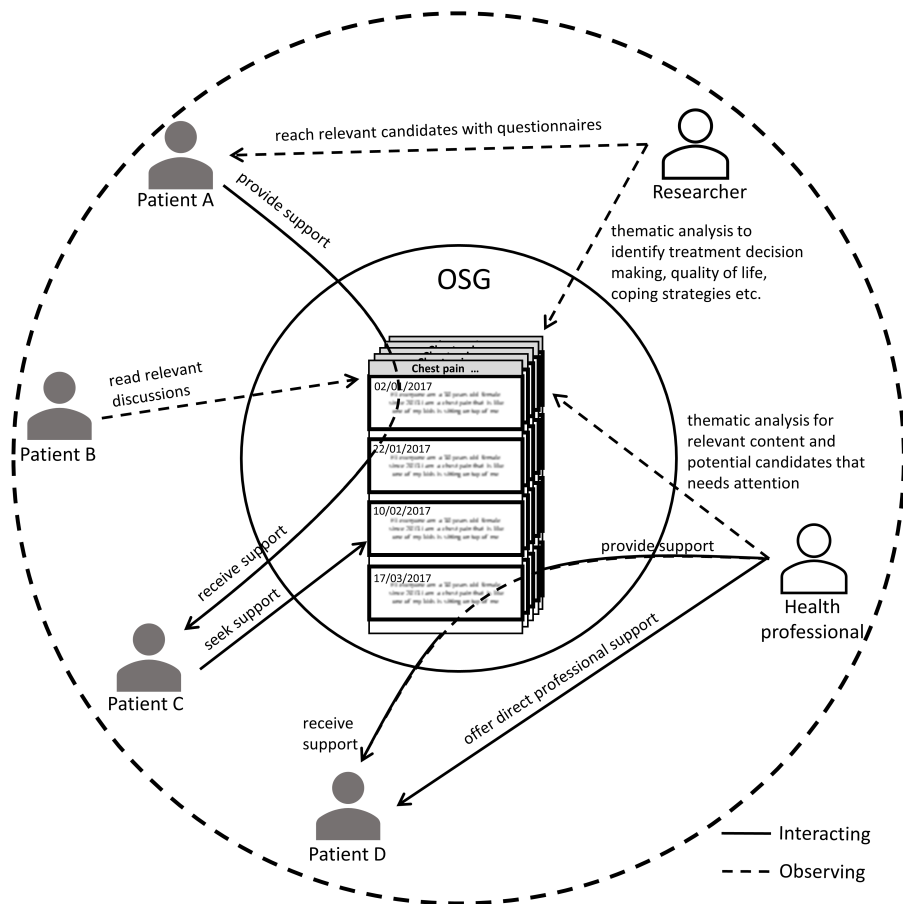 reach relevant candidates with questionnaires
Patient A
Researcher
provide support
thematic analysis to
identify treatment decision
making, quality of life,
coping strategies etc.
OSG
Chest pain ...
read relevant
discussions
02/01/2017
Patient B
22/01/2017
thematic analysis for
relevant content and
potential candidates that
needs attention
10/02/2017
receive support
seek support
provide support
17/03/2017
Health
professional
Patient C
offer direct professional support
receive
support
Patient D
Interacting
Observing